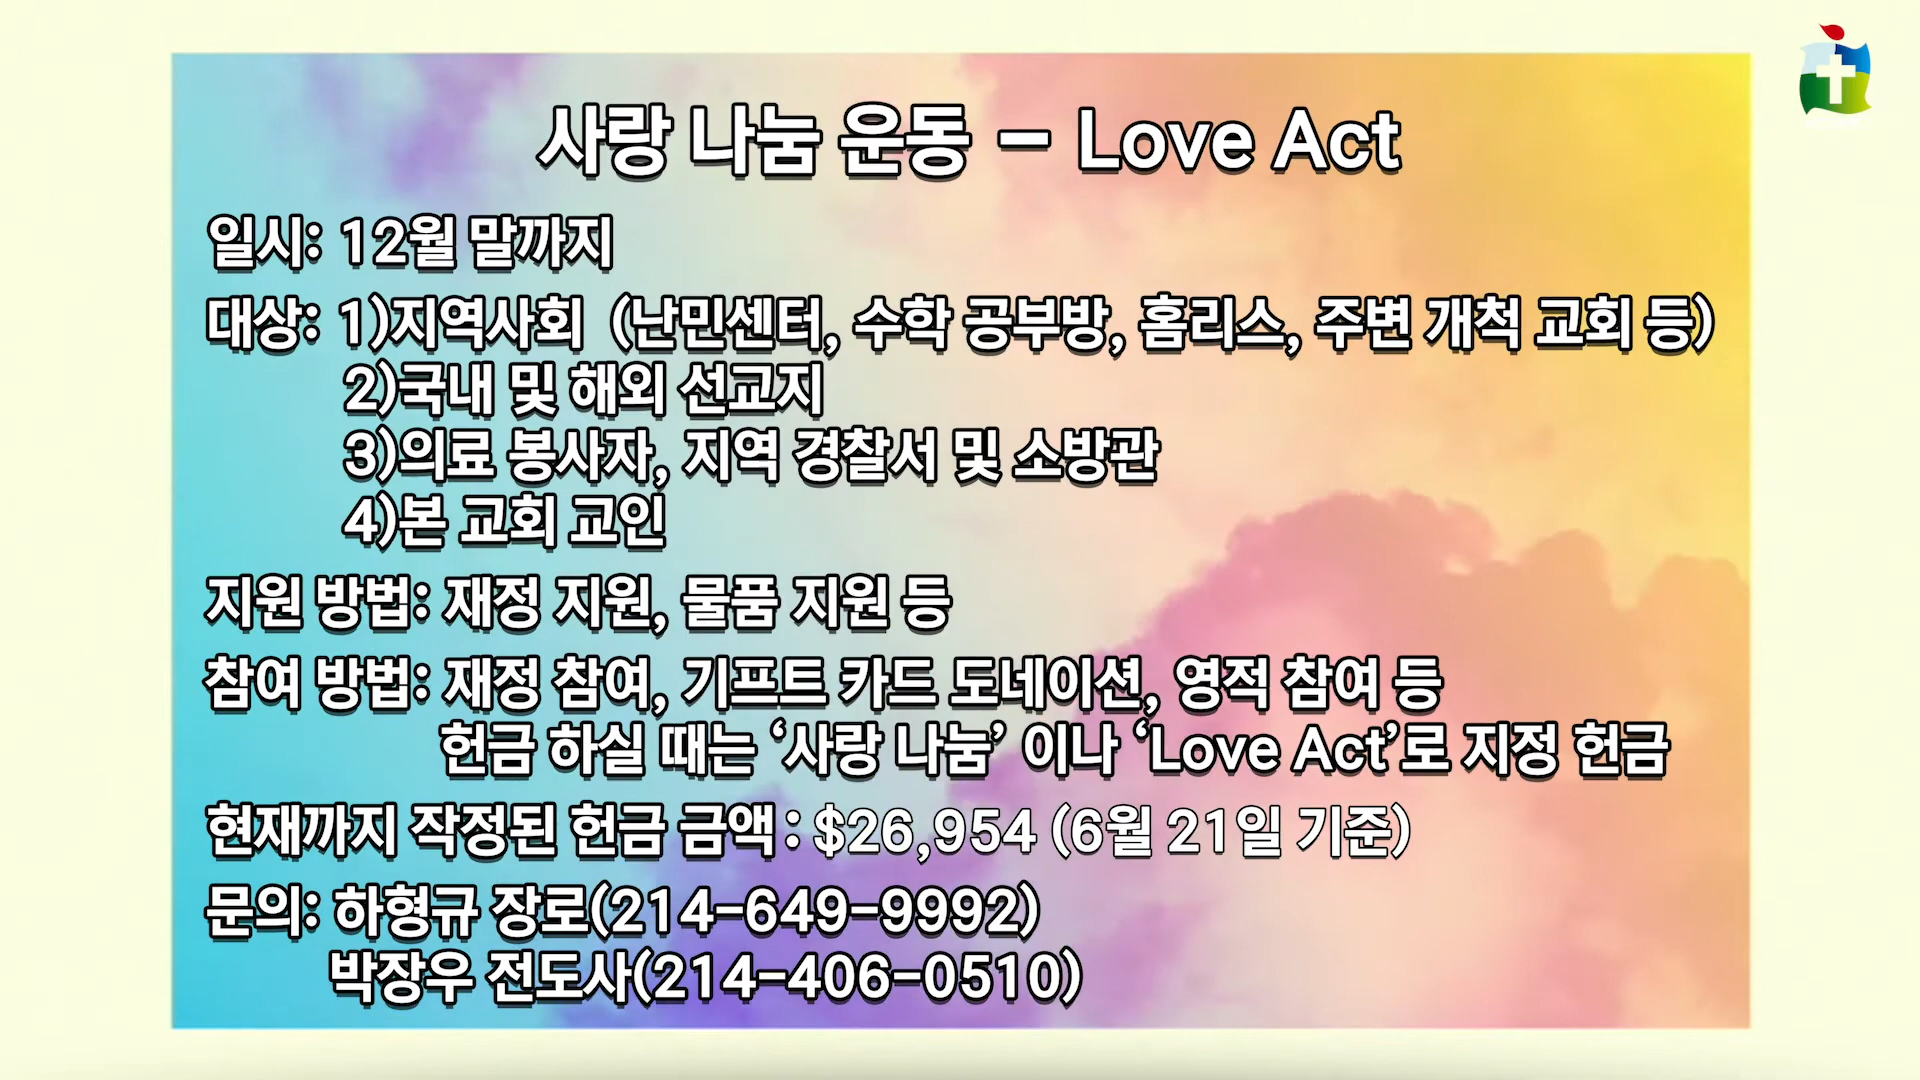 사랑 나눔 운동 - Love Act
일시: 12월 말까지
대상: 1)지역사회 (난민센터, 수학 공부방, 홈리스, 주변 개척 교회 등)
2)국내 및 해외 선교지
3)의료 봉사자, 지역 경찰서 및 소방관
4)본 교회 교인
지원 방법: 재정 지원, 물품 지원 등
참여 방법: 재정 참여, 기프트 카드 도네이션, 영적 참여 등
헌금 하실 때는 ‘사랑 나눔’ 이나 ‘Love Act’로 지정 헌금
현재까지 작정된 헌금 금액: $26,954 (6월 21일 기준)
문의: 하형규 장로(214-649-9992)
박장우 전도사(214-406-0510)